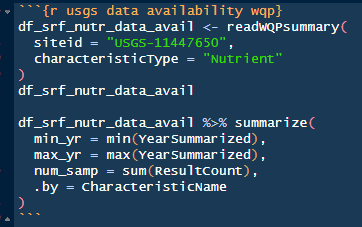 ```{r usgs data availability wqp}
df_srf_nutr_data_avail <- readWQPsummary(
  siteid = "USGS-11447650",
  characteristicType = "Nutrient"
)
df_srf_nutr_data_avail

df_srf_nutr_data_avail %>% summarize(
  min_yr = min(YearSummarized),
  max_yr = max(YearSummarized),
  num_samp = sum(ResultCount),
  .by = CharacteristicName
)
```